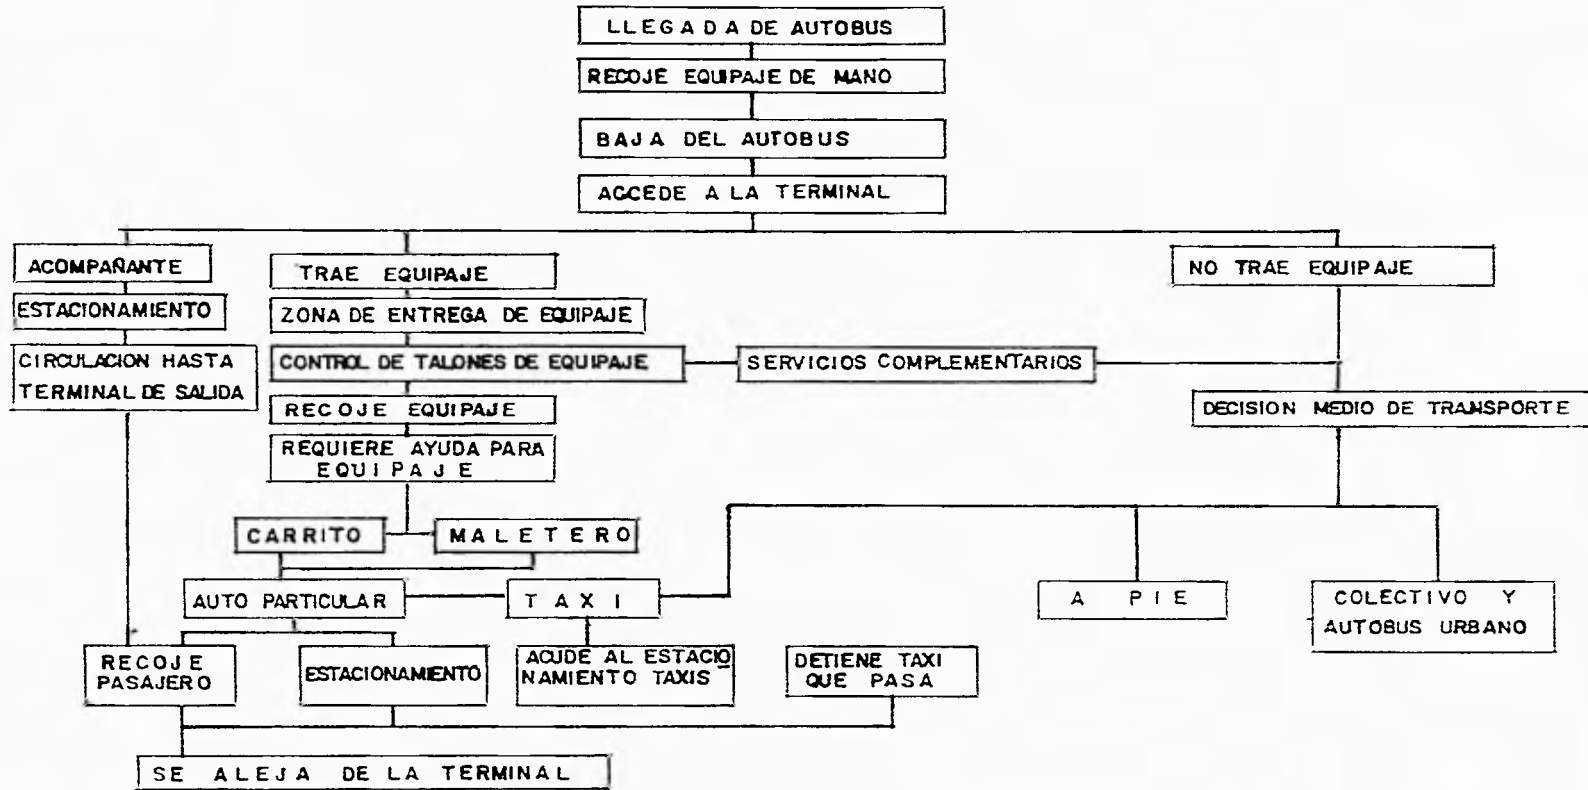 LLEGADA DE AUTOBUS
RECOJE EQUIPAJE DE MANO
BAJA DEL AUTOBUS
ACCEDE A LA TERMINAL
ACOMPAÑANTE
TRAE EQUIPAJE
NO TRAE EQUIPAJE
ESTACIONAMIENTO
ZONA DE ENTREGA DE EQUIPAJE
CIRCULACION HASTA
TERMINAL DE SALIDA
CONTROL DE TALONES DE EQUIPAJE
SERVICIOS COMPLEMENTARIOS
RECOJE EQUIPAJE
DECISION MEDIO DE TRANSPORTE
REQUIERE AYUDA PARA
EQUIPAJE
CARRITO
MALETERO
AUTO PARTICULAR
TAXI
A PIE
COLECTIVO Y
AUTOBUS URBANO
RECOJE
PASAJERO
ESTACIONAMIENTO
ACUDE AL ESTACIO
NAMIENTO TAXIS
DETIENE TAXI
QUE PASA
SE ALEJA DE LA TERMINAL